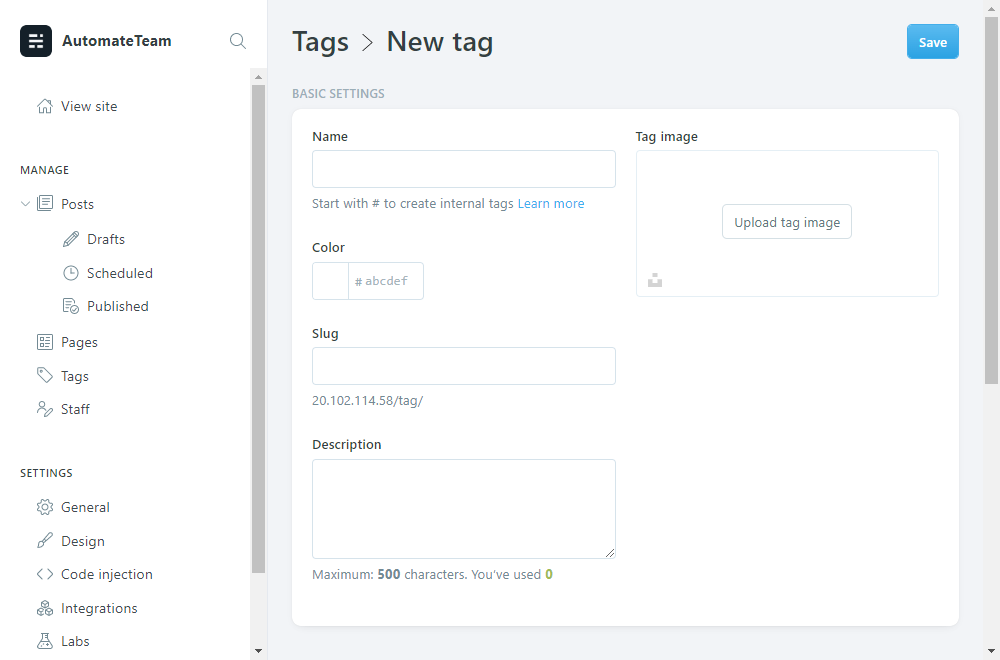 AutomateTeam
View site
MANAGE
Posts
Drafts
Scheduled
Published
Pages
Tags
Staff
SETTINGS
General
Design
Code injection
Integrations
Labs
Tags > New tag
Save
BASIC SETTINGS
Name
Start with # to create internal tags Learn more
Color
# abcdef
Slug
20.102.114.58/tag/
Description
Maximum: 500 characters. You've used 0
Tag image
Upload tag image